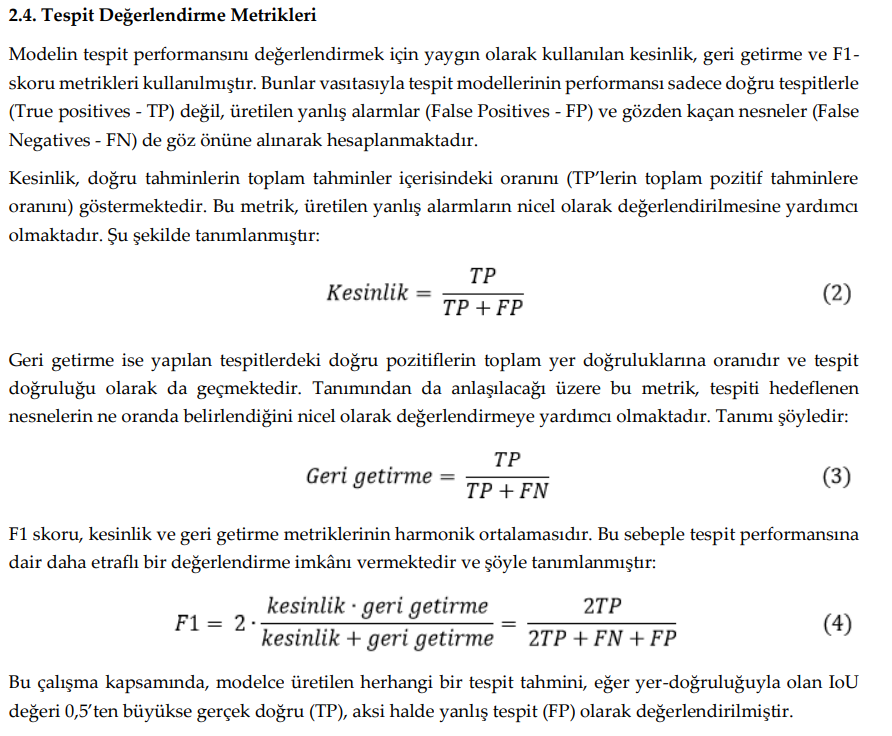 2.4. Tespit Değerlendirme Metrikleri
Modelin tespit performansını değerlendirmek için yaygın olarak kullanılan kesinlik, geri getirme ve F1-
skoru metrikleri kullanılmıştır. Bunlar vasıtasıyla tespit modellerinin performansı sadece doğru tespitlerle
(True positives - TP) değil, üretilen yanlış alarmlar (False Positives - FP) ve gözden kaçan nesneler (False
Negatives - FN) de göz önüne alınarak hesaplanmaktadır.
Kesinlik, doğru tahminlerin toplam tahminler içerisindeki oranını (TP’lerin toplam pozitif tahminlere
oranını) göstermektedir. Bu metrik, üretilen yanlış alarmların nicel olarak değerlendirilmesine yardımcı
olmaktadır. Şu şekilde tanımlanmıştır:
Kesinlik = TP / (TP + FP) (2)
Geri getirme ise yapılan tespitlerdeki doğru pozitiflerin toplam yer doğruluklarına oranıdır ve tespit
doğruluğu olarak da geçmektedir. Tanımından da anlaşılacağı üzere bu metrik, tespiti hedeflenen
nesnelerin ne oranda belirlendiğini nicel olarak değerlendirmeye yardımcı olmaktadır. Tanımı şöyledir:
Geri getirme = TP / (TP + FN) (3)
F1 skoru, kesinlik ve geri getirme metriklerinin harmonik ortalamasıdır. Bu sebeple tespit performansına
dair daha etraflı bir değerlendirme imkânı vermektedir ve şöyle tanımlanmıştır:
F1 = 2 · (kesinlik · geri getirme) / (kesinlik + geri getirme) = 2TP / (2TP + FN + FP) (4)
Bu çalışma kapsamında, modelce üretilen herhangi bir tespit tahmini, eğer yer-doğruluğuyla olan IoU
değeri 0,5’ten büyükse gerçek doğru (TP), aksi halde yanlış tespit (FP) olarak değerlendirilmiştir.